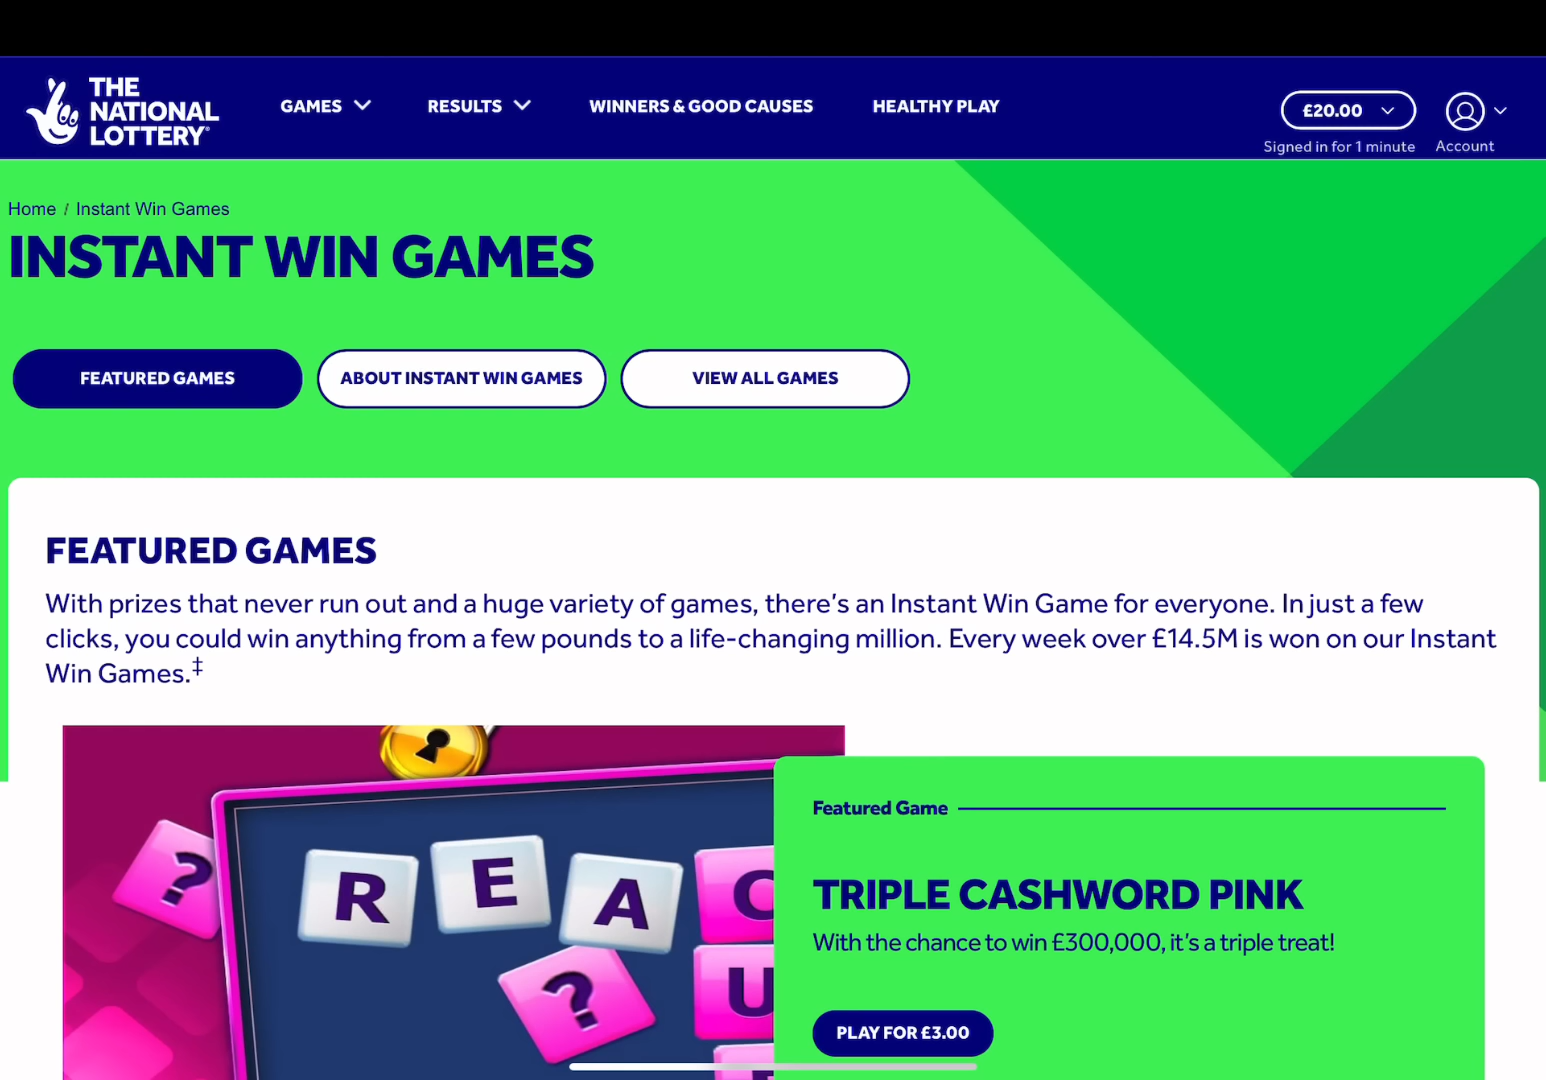 THE
NATIONAL
LOTTERY®
GAMES
RESULTS
WINNERS & GOOD CAUSES
HEALTHY PLAY
£20.00
Signed in for 1 minute
Account
Home / Instant Win Games
INSTANT WIN GAMES
FEATURED GAMES
ABOUT INSTANT WIN GAMES
VIEW ALL GAMES
FEATURED GAMES
With prizes that never run out and a huge variety of games, there's an Instant Win Game for everyone. In just a few
clicks, you could win anything from a few pounds to a life-changing million. Every week over £14.5M is won on our Instant
Win Games.‡
? R E A C
? U
Featured Game
TRIPLE CASHWORD PINK
With the chance to win £300,000, it's a triple treat!
PLAY FOR £3.00